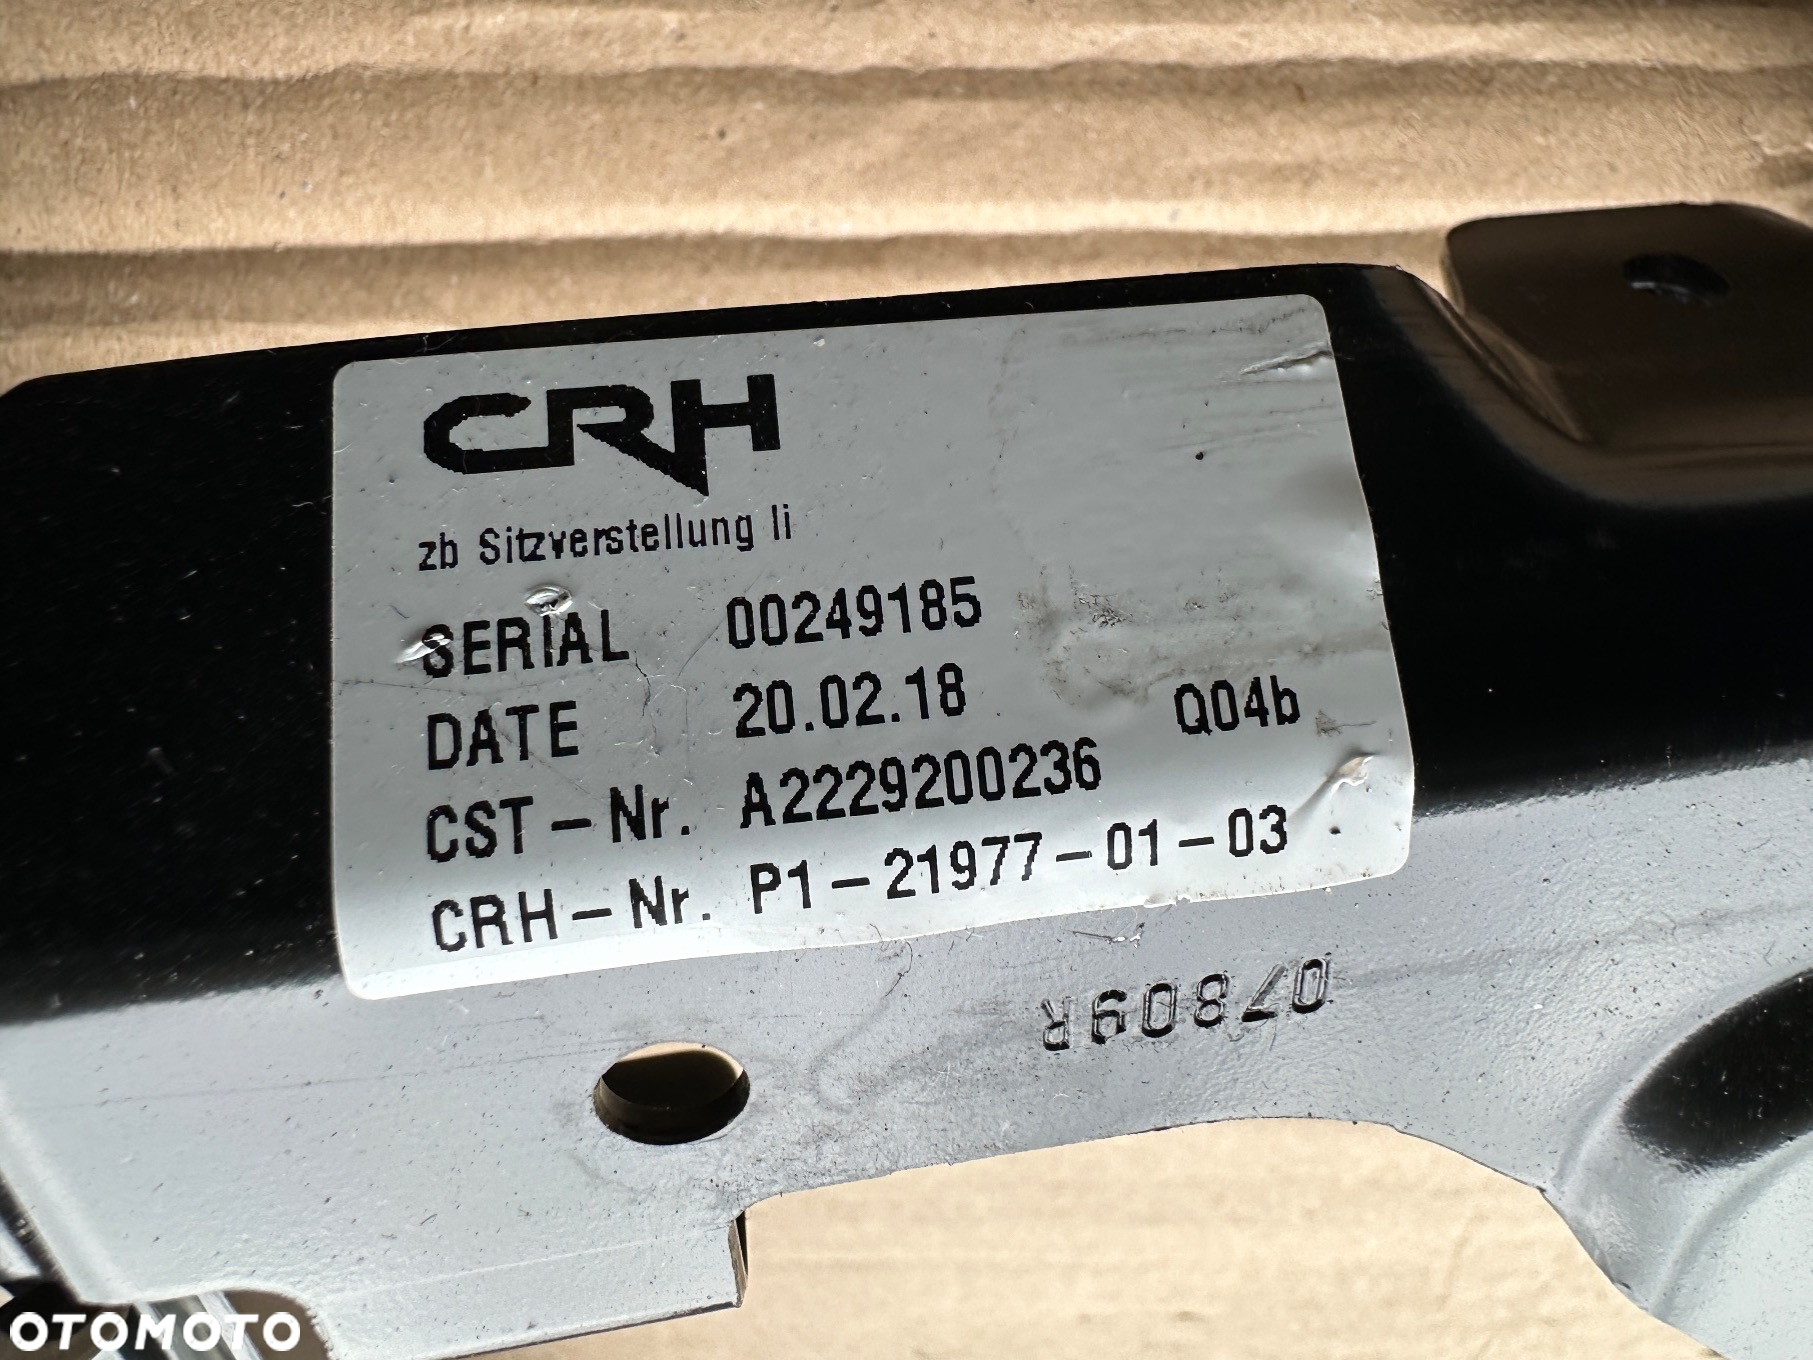 CRH
zb Sitzverstellung li
SERIAL 00249185
DATE 20.02.18 Q04b
CST-Nr. A2229200236
CRH-Nr. P1-21977-01-03
07809R
OTOMOTO